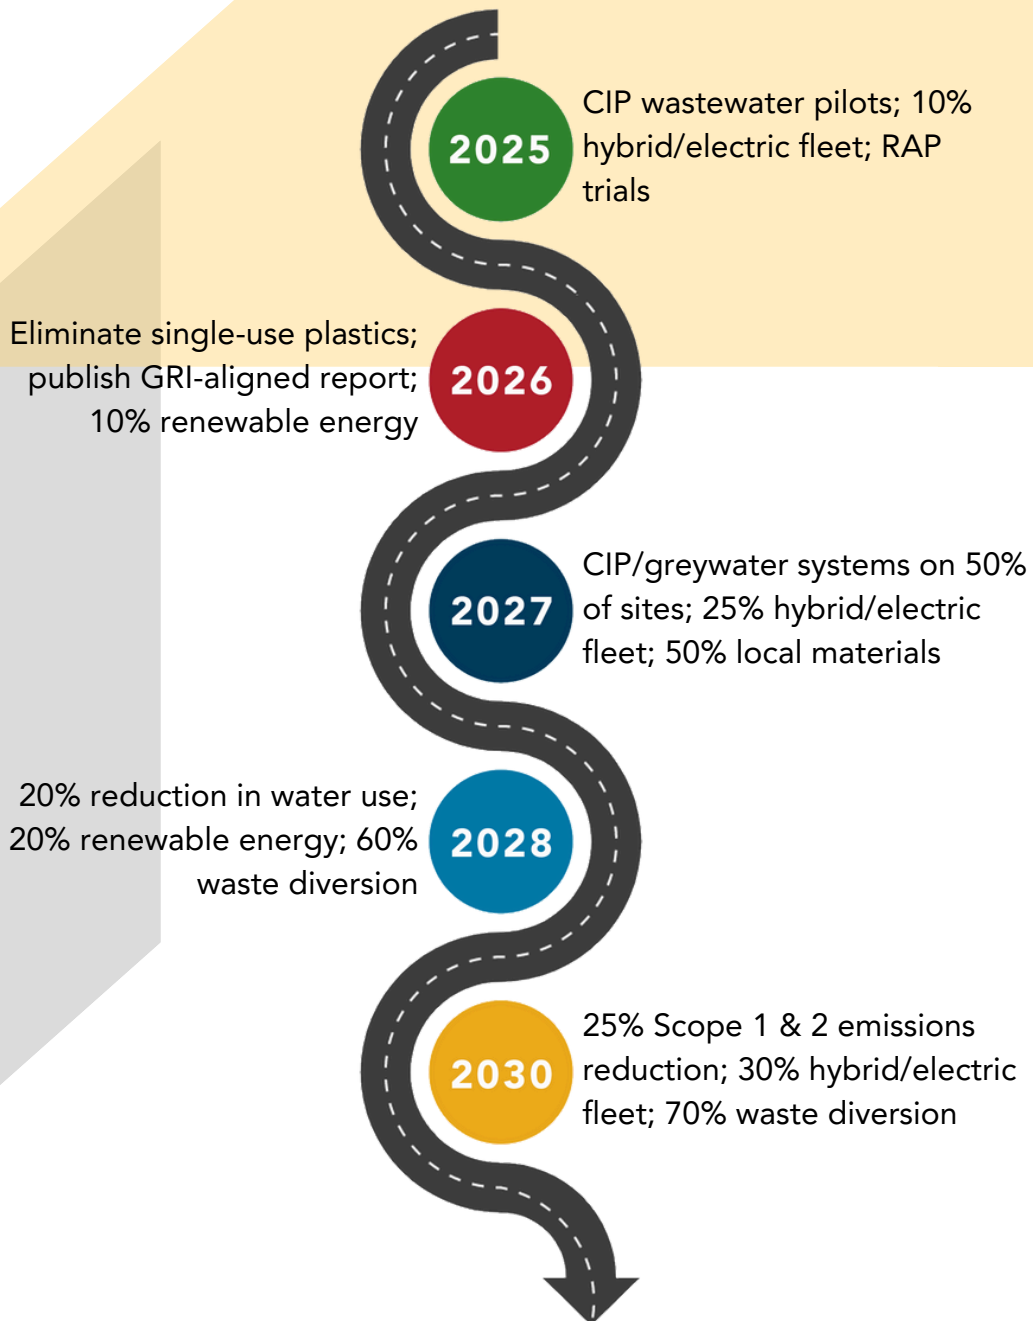 2025
CIP wastewater pilots; 10%
hybrid/electric fleet; RAP
trials
Eliminate single-use plastics;
publish GRI-aligned report;
10% renewable energy
2026
2027
CIP/greywater systems on 50%
of sites; 25% hybrid/electric
fleet; 50% local materials
20% reduction in water use;
20% renewable energy; 60%
waste diversion
2028
2030
25% Scope 1 & 2 emissions
reduction; 30% hybrid/electric
fleet; 70% waste diversion